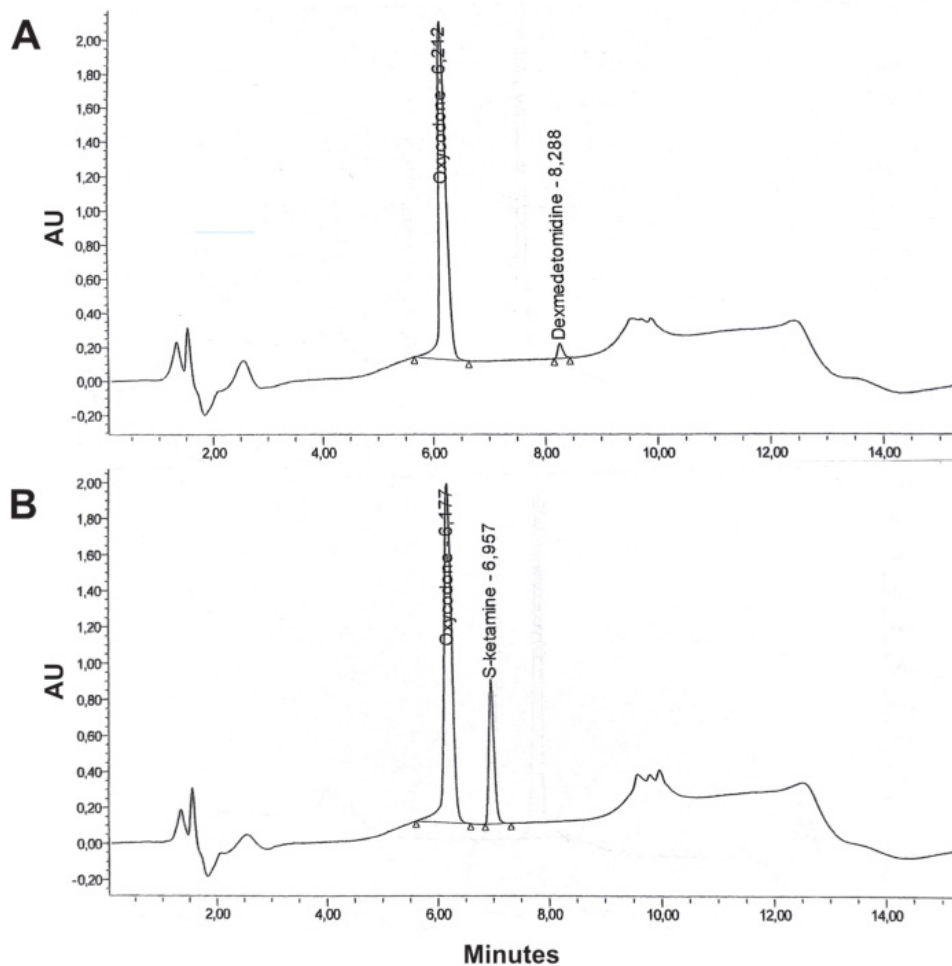 A
AU
2,00
1,80
1,60
1,40
1,20
1,00
0,80
0,60
0,40
0,20
0,00
-0,20
Oxycodone - 6,212
Dexmedetomidine - 8,288
2,00 4,00 6,00 8,00 10,00 12,00 14,00
B
AU
2,00
1,80
1,60
1,40
1,20
1,00
0,80
0,60
0,40
0,20
0,00
-0,20
Oxycodone - 6,177
S-ketamine - 6,957
2,00 4,00 6,00 8,00 10,00 12,00 14,00
Minutes